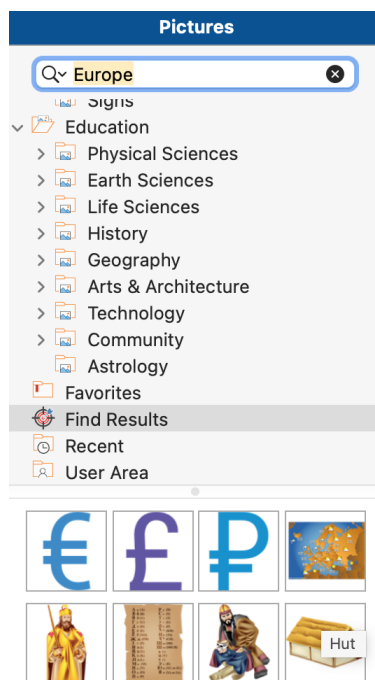 Pictures
Europe
Signs
Education
Physical Sciences
Earth Sciences
Life Sciences
History
Geography
Arts & Architecture
Technology
Community
Astrology
Favorites
Find Results
Recent
User Area
€ £ ₽
Hut